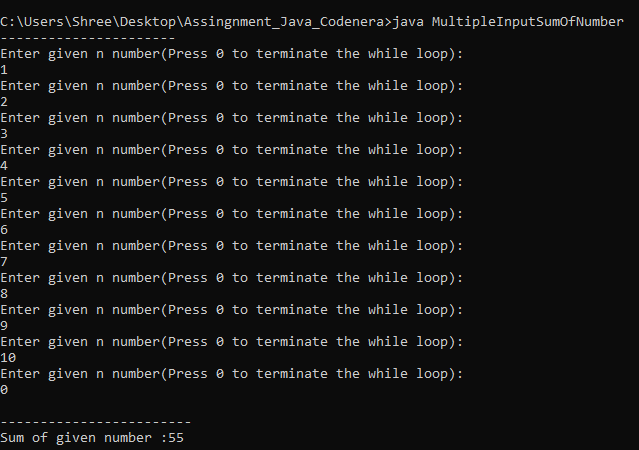 C:\Users\Shree\Desktop\Assingnment_Java_Codenera>java MultipleInputSumOfNumber
----------------------
Enter given n number(Press 0 to terminate the while loop):
1
Enter given n number(Press 0 to terminate the while loop):
2
Enter given n number(Press 0 to terminate the while loop):
3
Enter given n number(Press 0 to terminate the while loop):
4
Enter given n number(Press 0 to terminate the while loop):
5
Enter given n number(Press 0 to terminate the while loop):
6
Enter given n number(Press 0 to terminate the while loop):
7
Enter given n number(Press 0 to terminate the while loop):
8
Enter given n number(Press 0 to terminate the while loop):
9
Enter given n number(Press 0 to terminate the while loop):
10
Enter given n number(Press 0 to terminate the while loop):
0
------------------------
Sum of given number :55